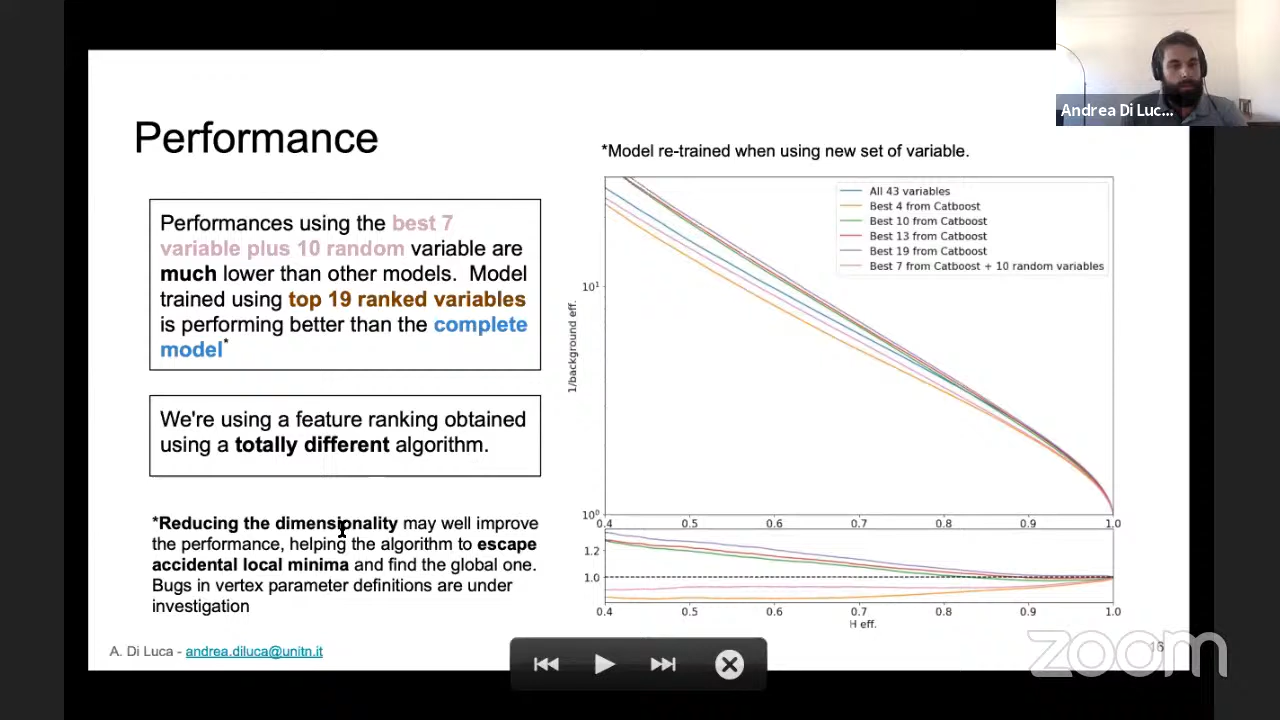 Andrea Di Luc...
Performance
*Model re-trained when using new set of variable.
Performances using the best 7
variable plus 10 random variable are
much lower than other models. Model
trained using top 19 ranked variables
is performing better than the complete
model*
We're using a feature ranking obtained
using a totally different algorithm.
*Reducing the dimensionality may well improve
the performance, helping the algorithm to escape
accidental local minima and find the global one.
Bugs in vertex parameter definitions are under
investigation
A. Di Luca - andrea.diluca@unitn.it
All 43 variables
Best 4 from Catboost
Best 10 from Catboost
Best 13 from Catboost
Best 19 from Catboost
Best 7 from Catboost + 10 random variables
1/background eff.
10¹
10⁰
0.4 0.5 0.6 0.7 0.8 0.9 1.0
1.2
1.0
0.4 0.5 0.6 0.7 0.8 0.9 1.0
H eff.
16
zoom